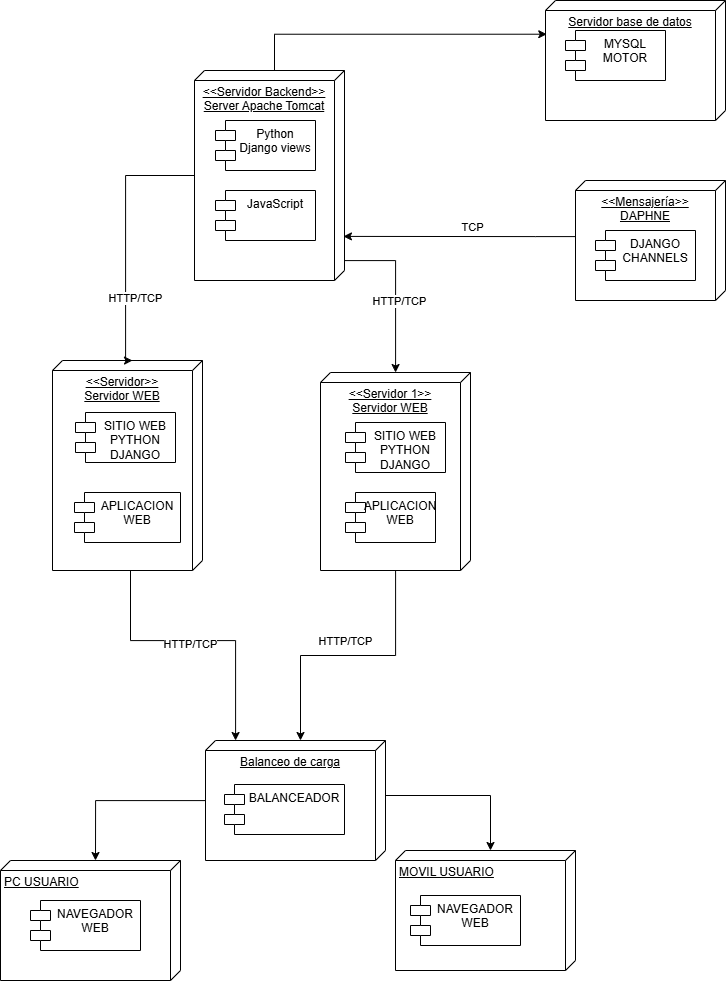 Servidor base de datos
MYSQL
MOTOR
<<Servidor Backend>>
Server Apache Tomcat
Python
Django views
JavaScript
<<Mensajería>>
DAPHNE
DJANGO
CHANNELS
TCP
HTTP/TCP
HTTP/TCP
<<Servidor>>
Servidor WEB
SITIO WEB
PYTHON
DJANGO
APLICACION
WEB
<<Servidor 1>>
Servidor WEB
SITIO WEB
PYTHON
DJANGO
APLICACION
WEB
HTTP/TCP
HTTP/TCP
Balanceo de carga
BALANCEADOR
PC USUARIO
NAVEGADOR
WEB
MOVIL USUARIO
NAVEGADOR
WEB